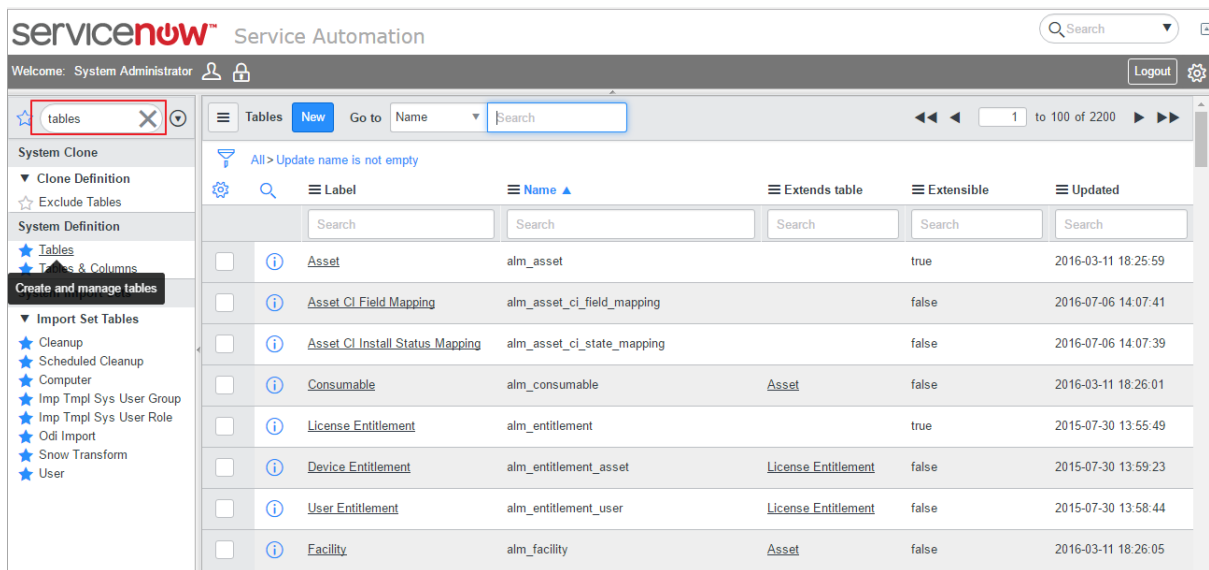 servicenow™ Service Automation
Search
Welcome: System Administrator
Logout
tables
System Clone
Clone Definition
Exclude Tables
System Definition
Tables
Tables & Columns
Create and manage tables
Import Set Tables
Cleanup
Scheduled Cleanup
Computer
Imp Tmpl Sys User Group
Imp Tmpl Sys User Role
Odi Import
Snow Transform
User
Tables New Go to Name Search 1 to 100 of 2200
All > Update name is not empty
Label Name Extends table Extensible Updated
Search Search Search Search Search
Asset alm_asset true 2016-03-11 18:25:59
Asset CI Field Mapping alm_asset_ci_field_mapping false 2016-07-06 14:07:41
Asset CI Install Status Mapping alm_asset_ci_state_mapping false 2016-07-06 14:07:39
Consumable alm_consumable Asset false 2016-03-11 18:26:01
License Entitlement alm_entitlement true 2015-07-30 13:55:49
Device Entitlement alm_entitlement_asset License Entitlement false 2015-07-30 13:59:23
User Entitlement alm_entitlement_user License Entitlement false 2015-07-30 13:58:44
Facility alm_facility Asset false 2016-03-11 18:26:05